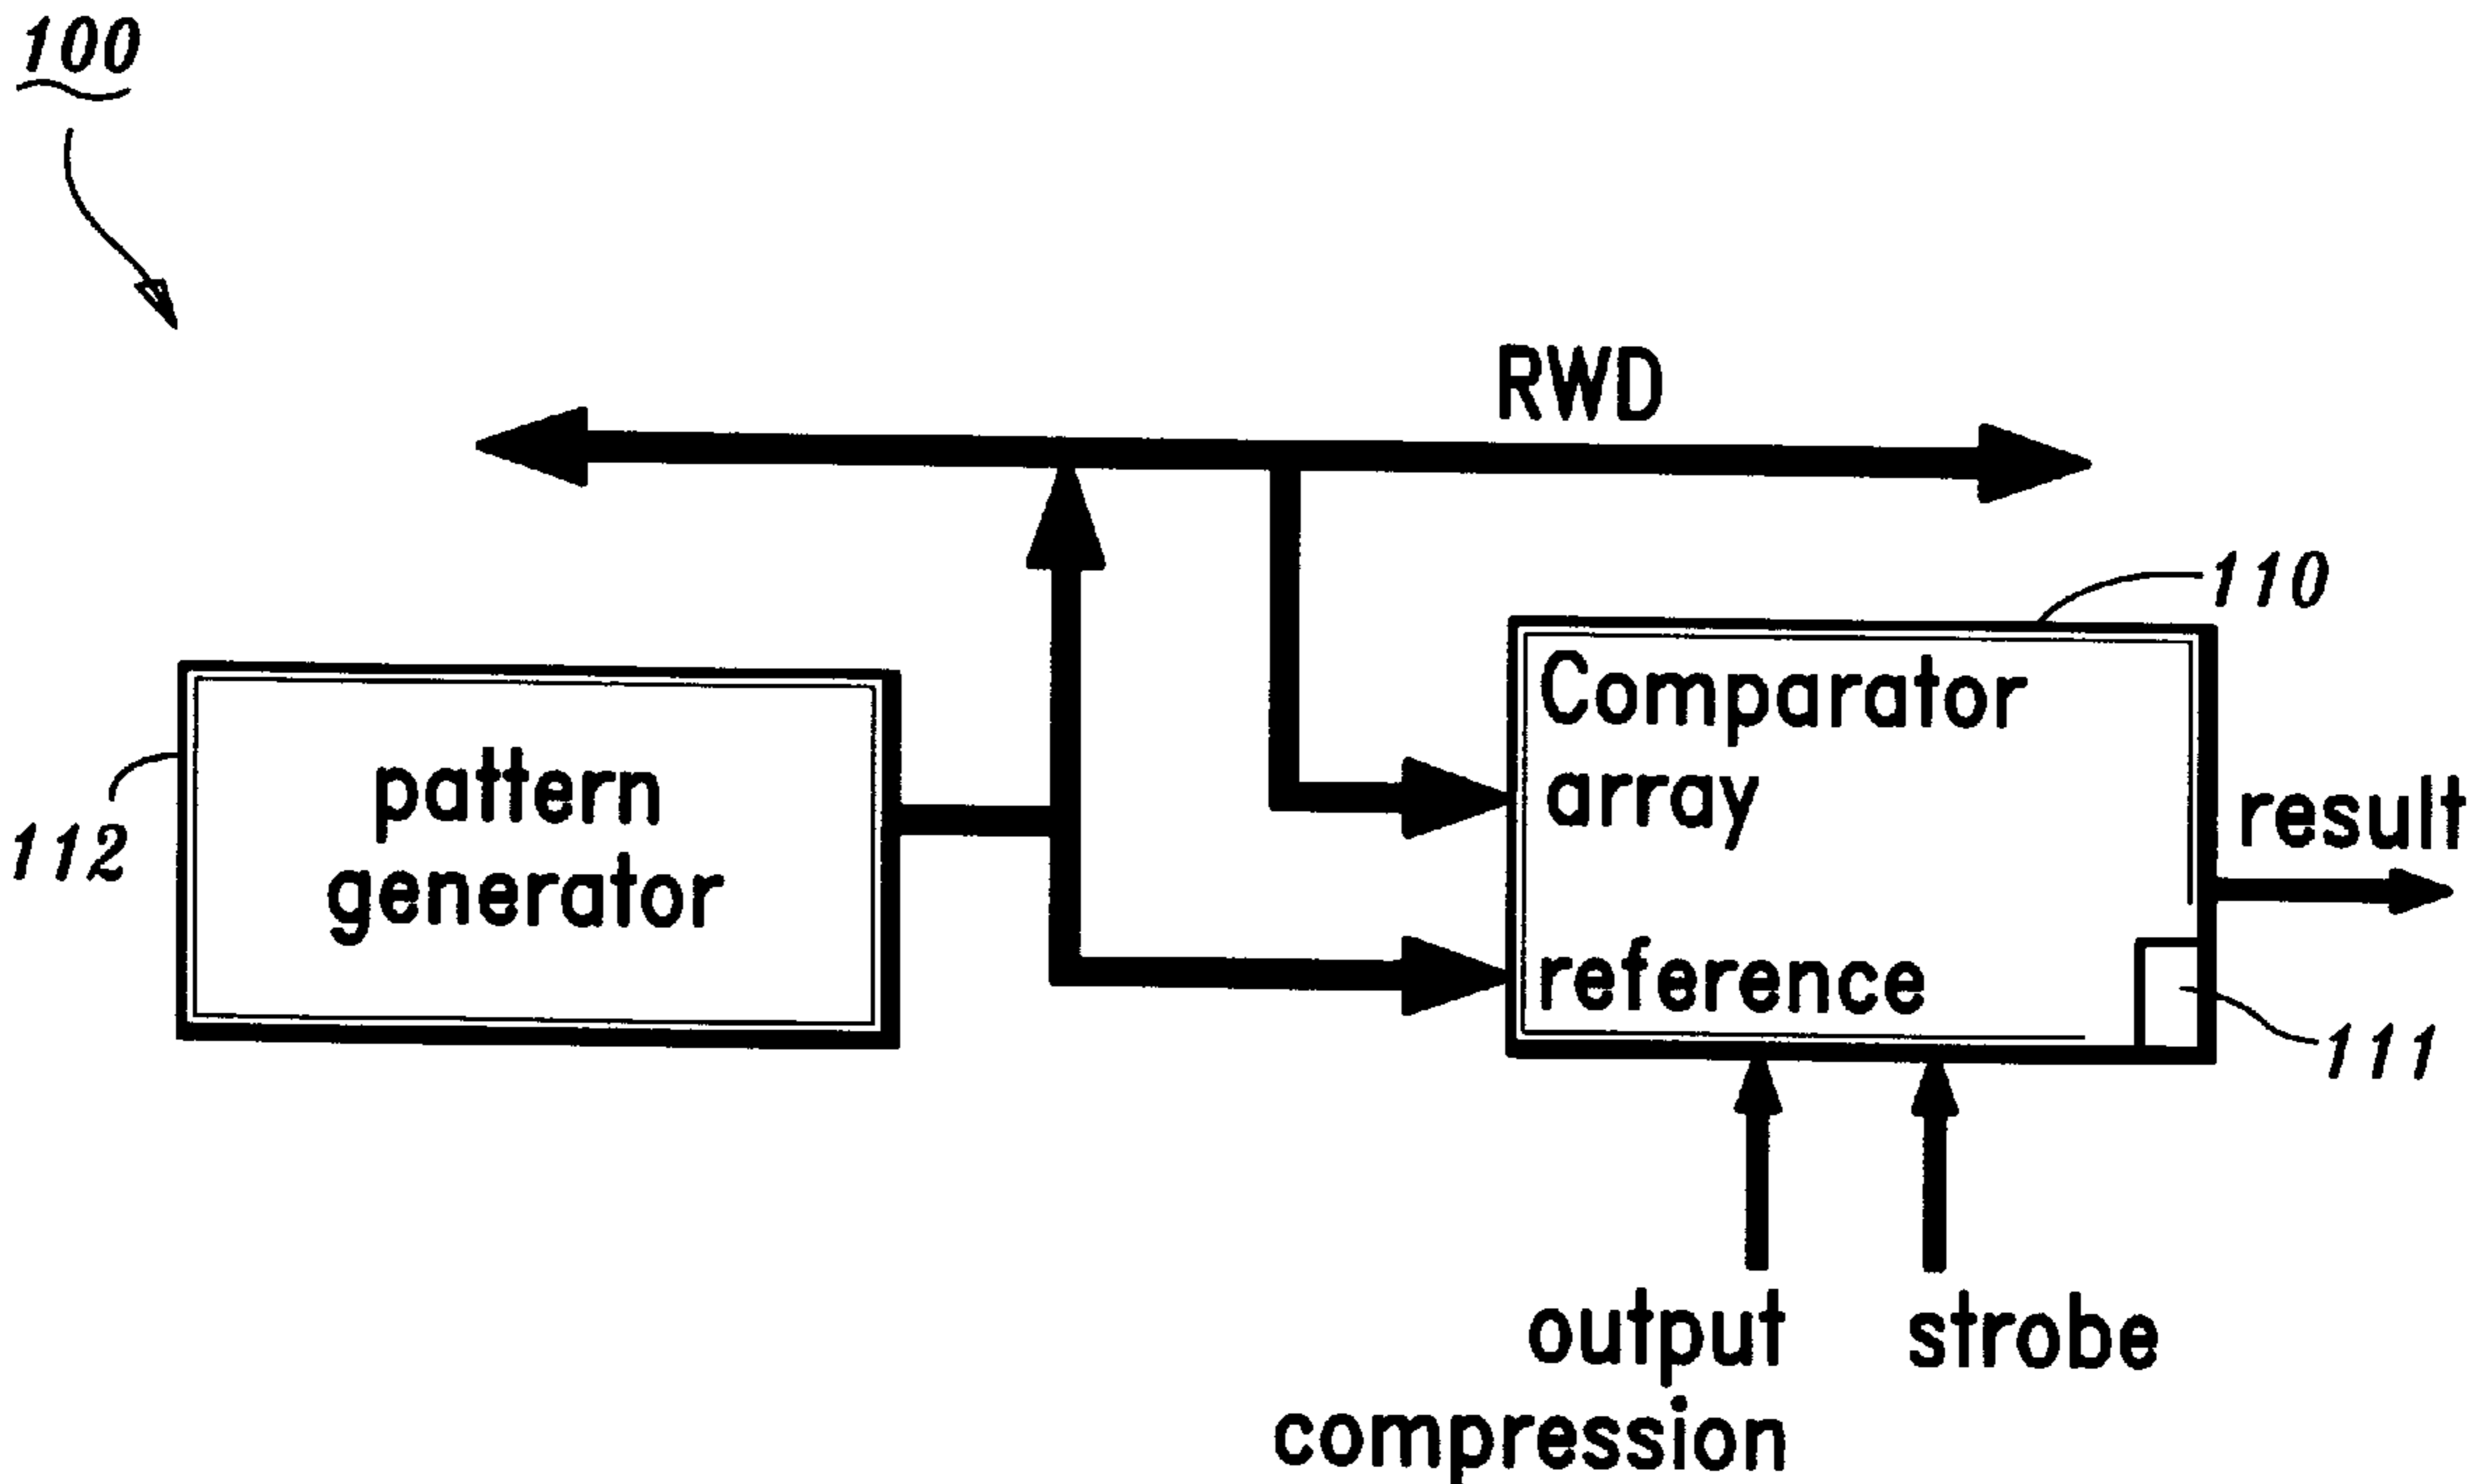 100
RWD
110
Comparator
array
result
pattern
generator
112
reference
111
output
compression
strobe